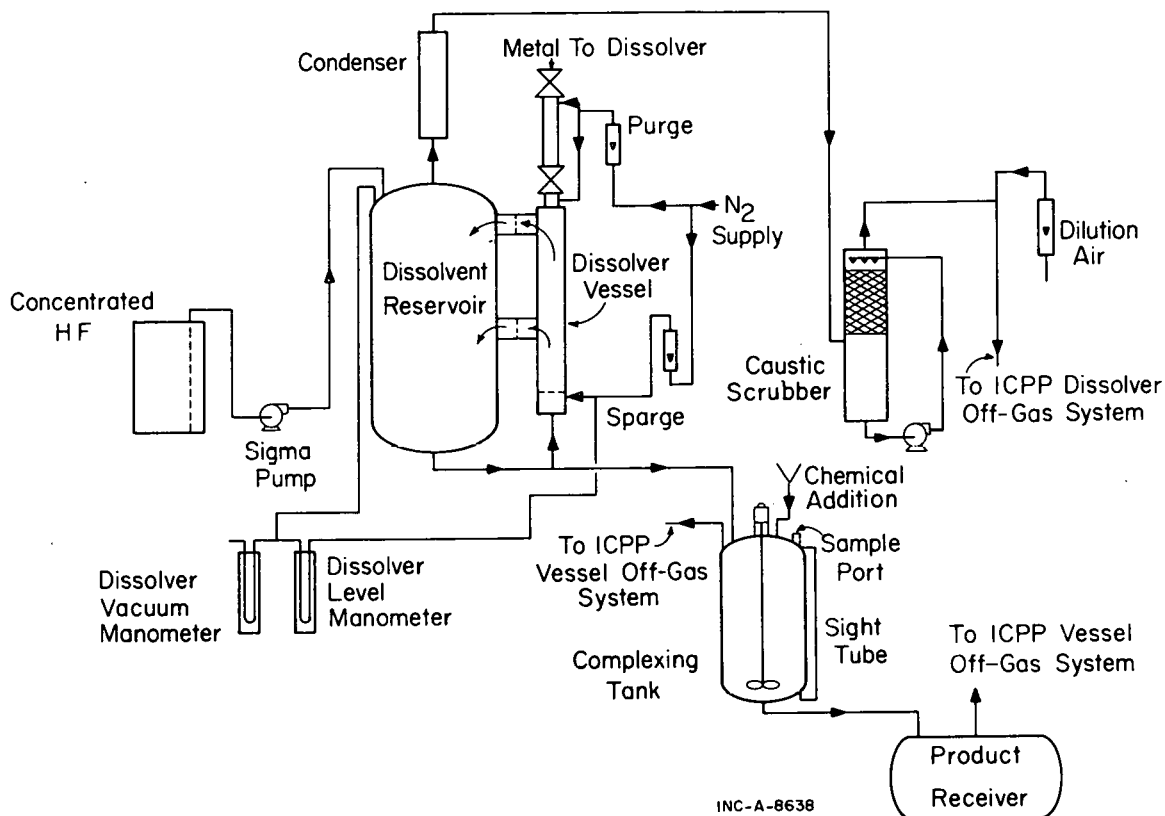 Metal To Dissolver
Condenser
Purge
N2
Supply
Dilution
Air
Dissolvent
Reservoir
Dissolver
Vessel
Concentrated
HF
Caustic
Scrubber
To ICPP Dissolver
Off-Gas System
Sparge
Sigma
Pump
Chemical
Addition
To ICPP
Vessel Off-Gas
System
Sample
Port
Dissolver
Vacuum
Manometer
Dissolver
Level
Manometer
Sight
Tube
Complexing
Tank
To ICPP Vessel
Off-Gas System
Product
Receiver
INC-A-8638